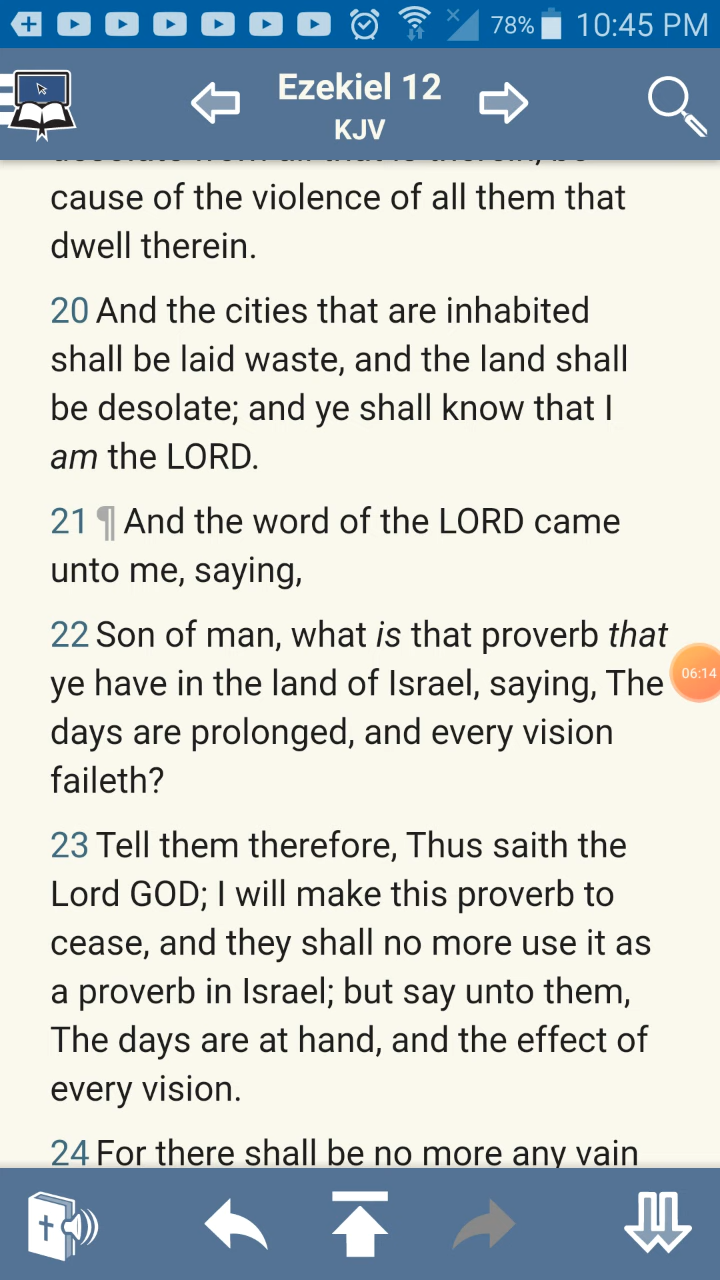 78% 10:45 PM
Ezekiel 12
KJV
cause of the violence of all them that
dwell therein.
20 And the cities that are inhabited
shall be laid waste, and the land shall
be desolate; and ye shall know that I
am the LORD.
21 ¶ And the word of the LORD came
unto me, saying,
22 Son of man, what is that proverb that
ye have in the land of Israel, saying, The
06:14
days are prolonged, and every vision
faileth?
23 Tell them therefore, Thus saith the
Lord GOD; I will make this proverb to
cease, and they shall no more use it as
a proverb in Israel; but say unto them,
The days are at hand, and the effect of
every vision.
24 For there shall be no more any vain